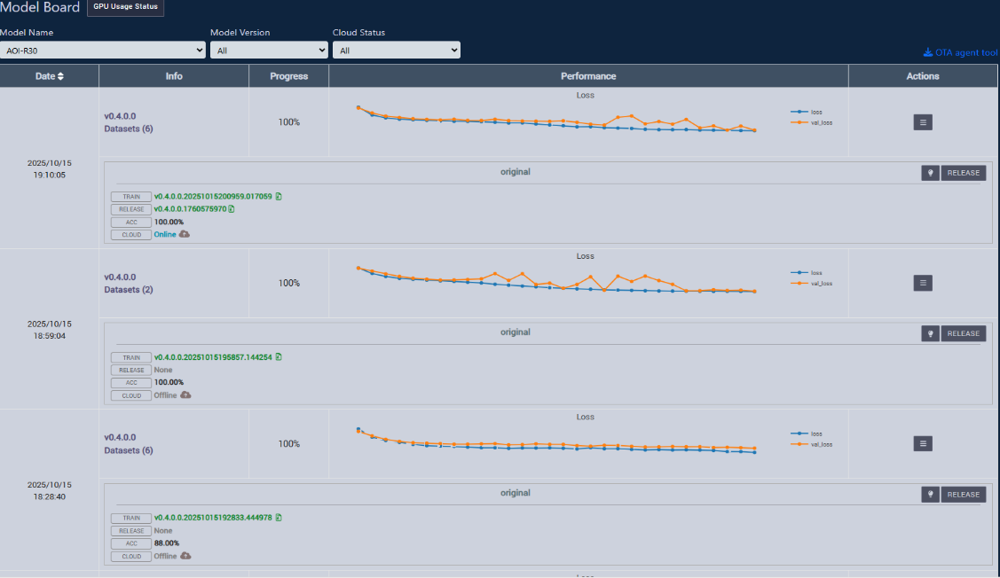 Model Board GPU Usage Status
Model Name Model Version Cloud Status
AOI-R30 All All
OTA agent tool
Date Info Progress Performance Actions
Loss
loss
val_loss
v0.4.0.0
Datasets (6)
100%
2025/10/15
19:10:05
original
RELEASE
TRAIN v0.4.0.0.20251015200959.017059
RELEASE v0.4.0.0.1760575970
ACC 100.00%
CLOUD Online
Loss
loss
val_loss
v0.4.0.0
Datasets (2)
100%
2025/10/15
18:59:04
original
RELEASE
TRAIN v0.4.0.0.20251015195857.144254
RELEASE None
ACC 100.00%
CLOUD Offline
Loss
loss
val_loss
v0.4.0.0
Datasets (6)
100%
2025/10/15
18:28:40
original
RELEASE
TRAIN v0.4.0.0.20251015192833.444978
RELEASE None
ACC 88.00%
CLOUD Offline